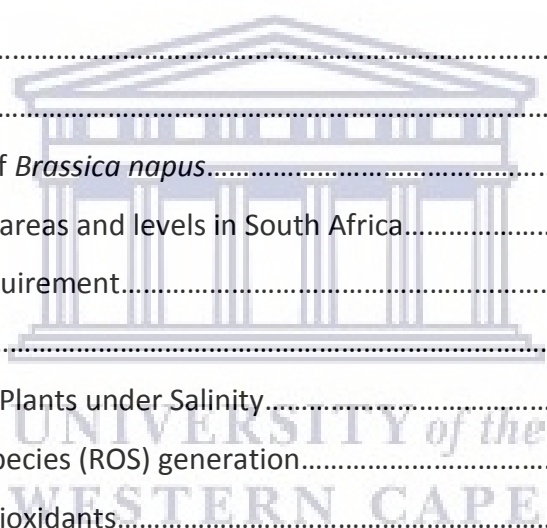 ................................................
................................................
f Brassica napus................................
areas and levels in South Africa................
uirement........................................
................................................
Plants under Salinity...........................
UNIVERSITY of the
pecies (ROS) generation.........................
WESTERN CAPE
ioxidants.......................................